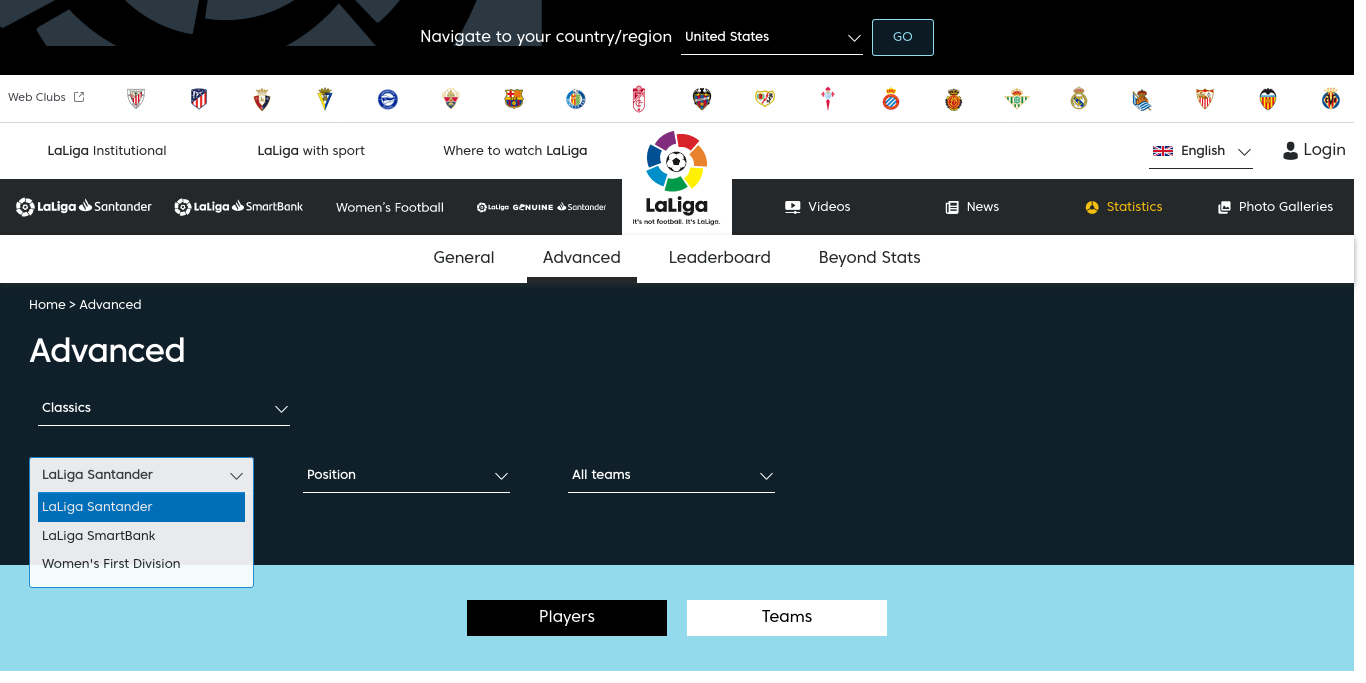 Navigate to your country/region United States GO
Web Clubs
LaLiga Institutional LaLiga with sport Where to watch LaLiga English Login
LaLiga Santander LaLiga SmartBank Women's Football LaLiga GENUINE Santander Videos News Statistics Photo Galleries
LaLiga
It's not football. It's LaLiga.
General Advanced Leaderboard Beyond Stats
Home > Advanced
Advanced
Classics
LaLiga Santander Position All teams
LaLiga Santander
LaLiga SmartBank
Women's First Division
Players Teams